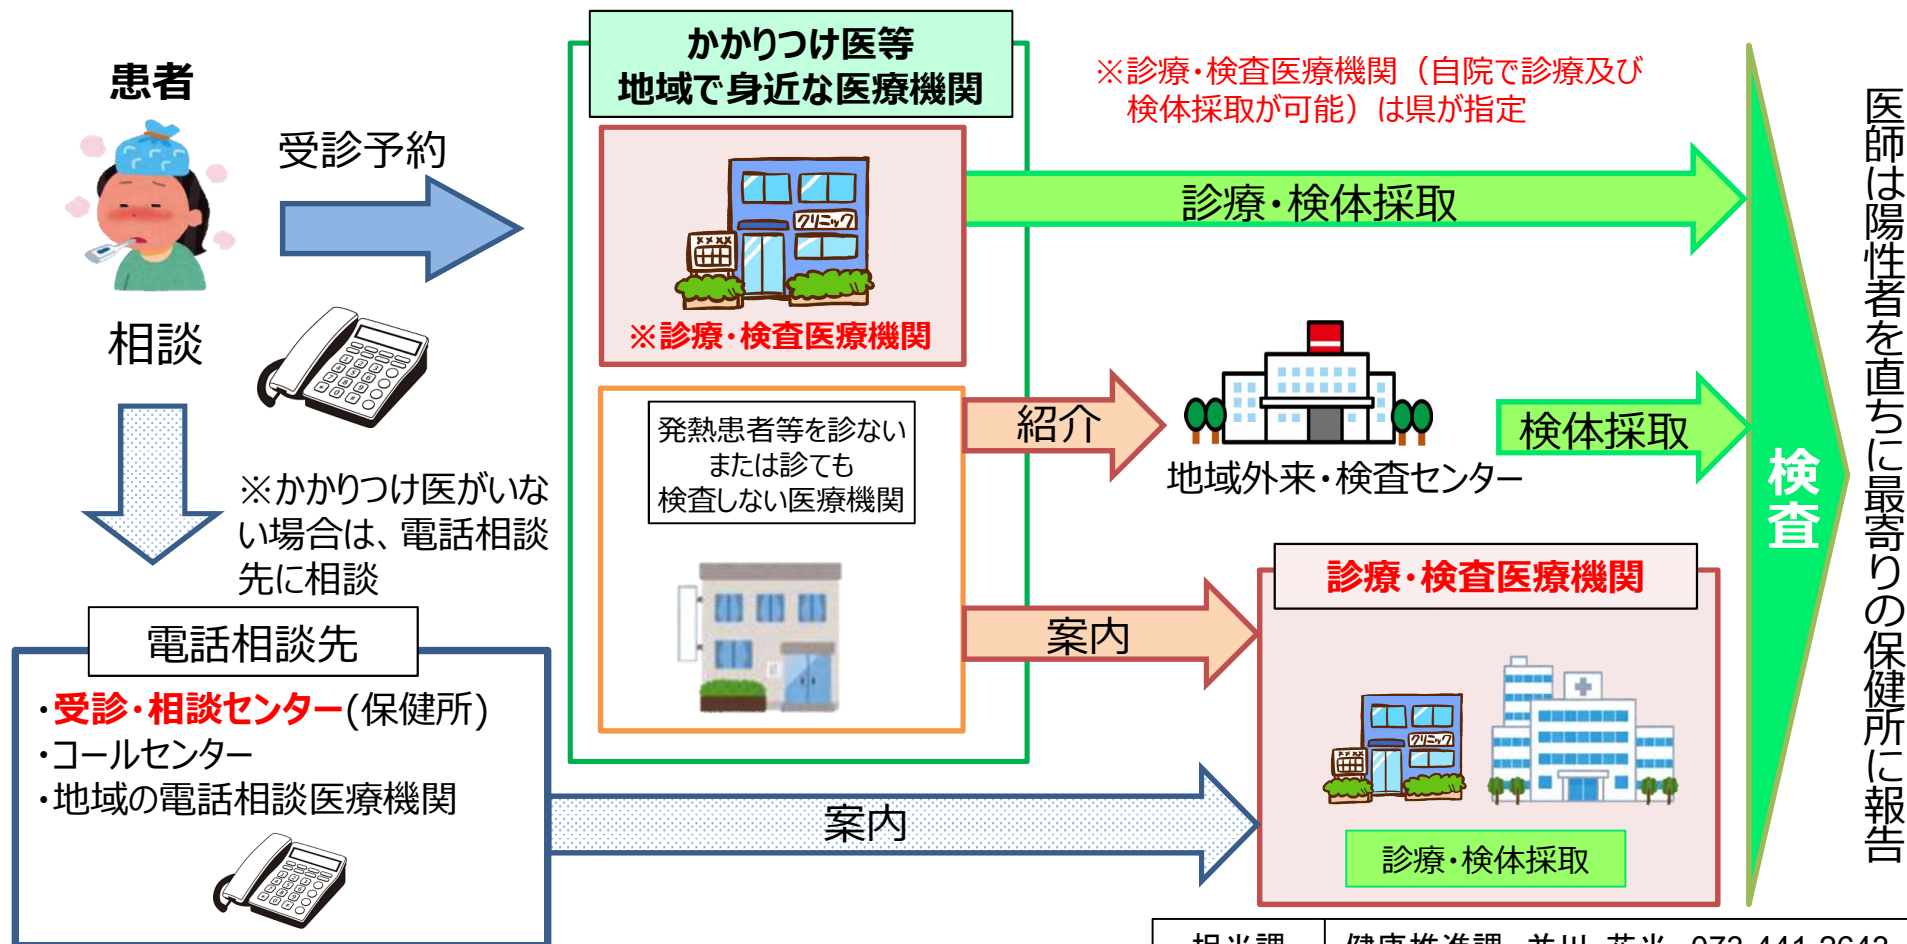 患者
受診予約
相談
※かかりつけ医がいな
い場合は、電話相談
先に相談
電話相談先
・受診・相談センター(保健所)
・コールセンター
・地域の電話相談医療機関
かかりつけ医等
地域で身近な医療機関
クリニック
※診療・検査医療機関
発熱患者等を診ない
または診ても
検査しない医療機関
※診療・検査医療機関（自院で診療及び
検体採取が可能）は県が指定
診療・検体採取
紹介
地域外来・検査センター
検体採取
案内
診療・検査医療機関
クリニック
診療・検体採取
案内
検査
医師は陽性者を直ちに最寄りの保健所に報告